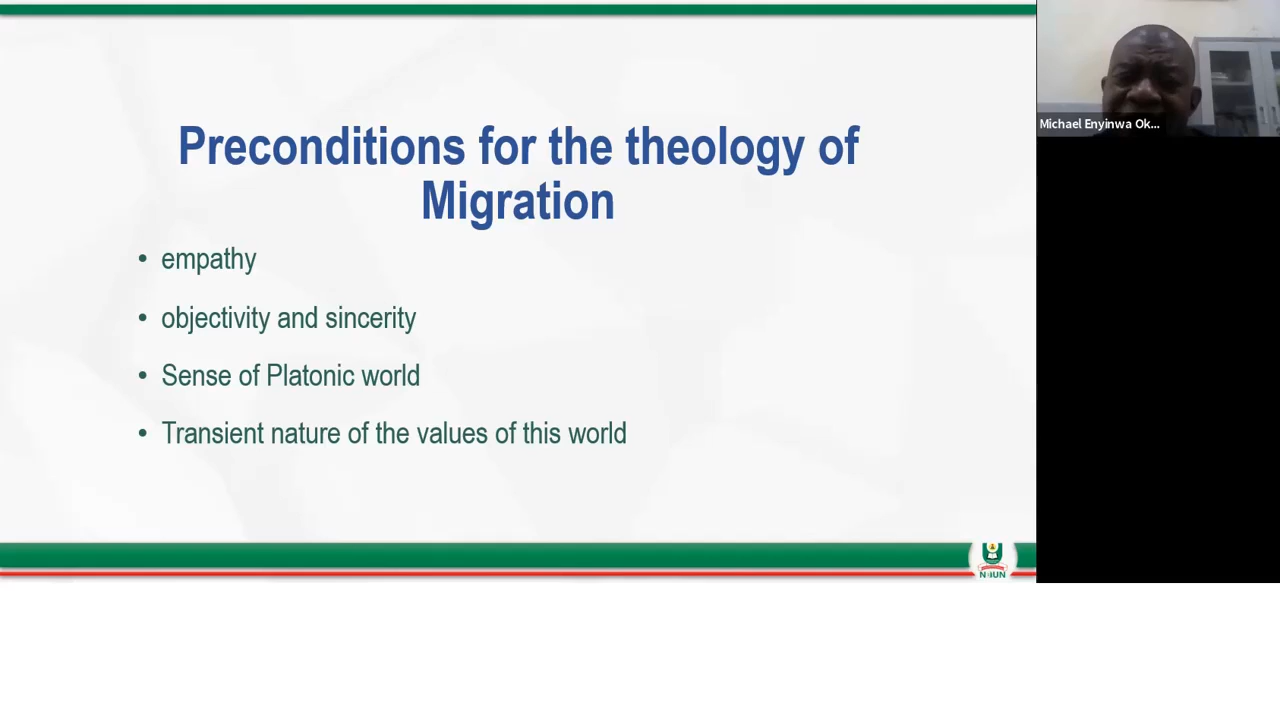 Preconditions for the theology of
Migration
• empathy
• objectivity and sincerity
• Sense of Platonic world
• Transient nature of the values of this world
Michael Enyinwa Ok...
NOUN